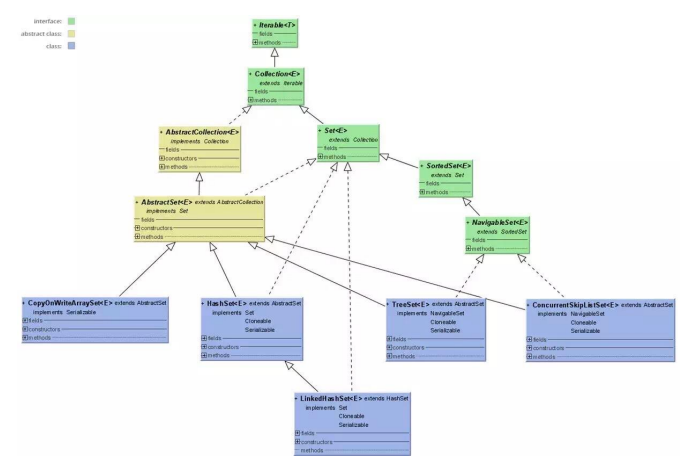 interface:
abstract class:
class:
Iterable<T>
fields
methods
Collection<E>
extends Iterable
fields
methods
AbstractCollection<E>
implements Collection
fields
constructors
methods
Set<E>
extends Collection
fields
methods
SortedSet<E>
extends Set
fields
methods
AbstractSet<E> extends AbstractCollection
implements Set
fields
constructors
methods
NavigableSet<E>
extends SortedSet
fields
methods
CopyOnWriteArraySet<E> extends AbstractSet
implements Serializable
fields
constructors
methods
HashSet<E> extends AbstractSet
implements Set
Cloneable
Serializable
fields
constructors
methods
TreeSet<E> extends AbstractSet
implements NavigableSet
Cloneable
Serializable
fields
constructors
methods
ConcurrentSkipListSet<E> extends AbstractSet
implements NavigableSet
Cloneable
Serializable
fields
constructors
methods
LinkedHashSet<E> extends HashSet
implements Set
Cloneable
Serializable
fields
constructors
methods